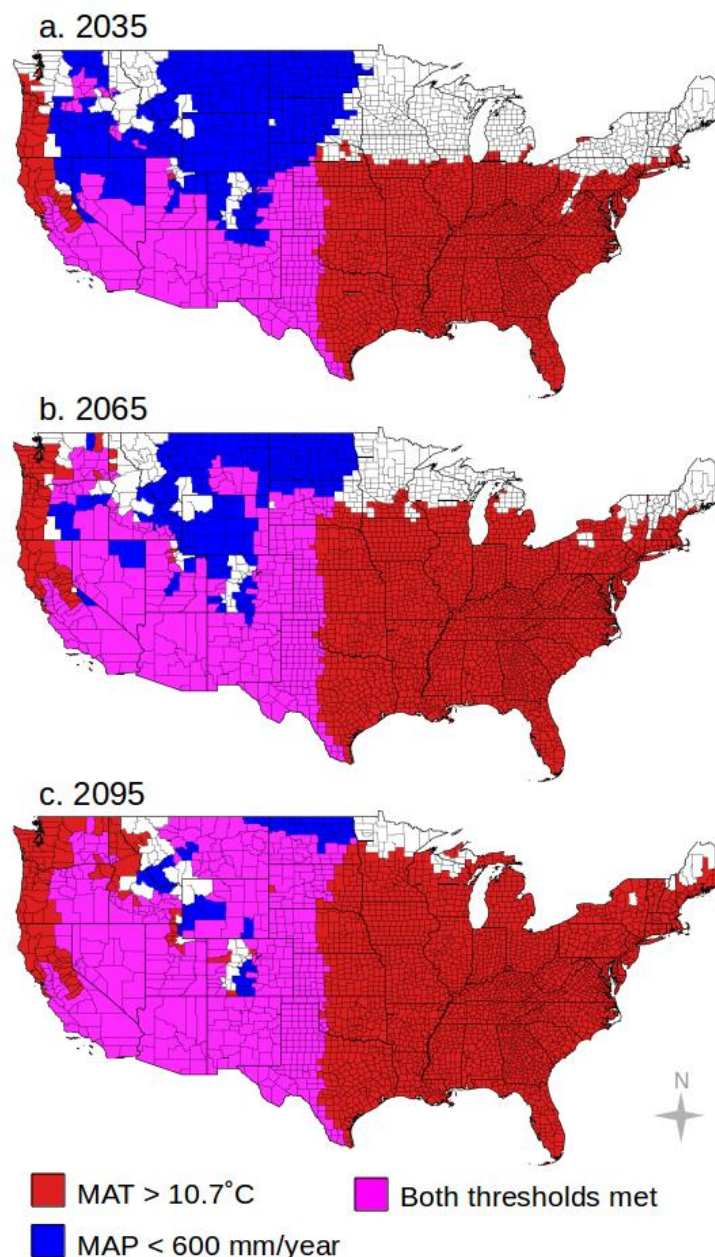 a. 2035
b. 2065
c. 2095
N
MAT > 10.7˚C
Both thresholds met
MAP < 600 mm/year